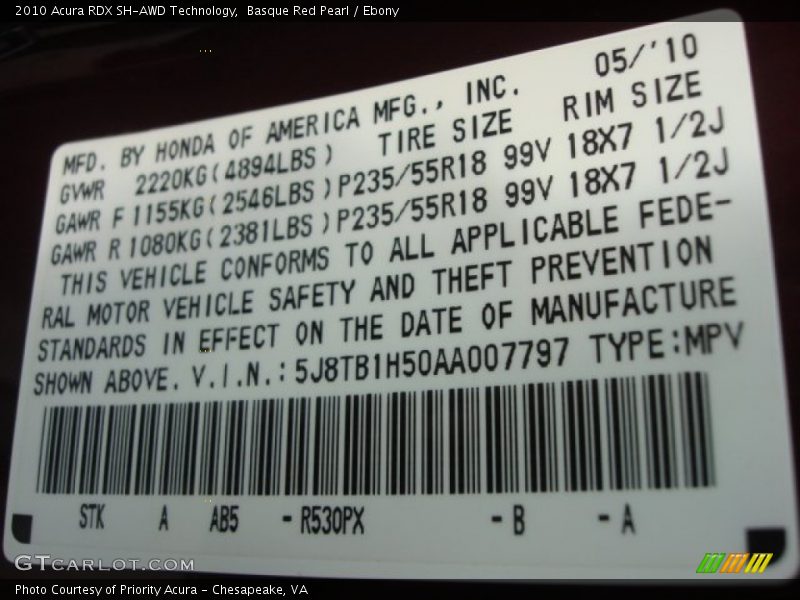 2010 Acura RDX SH-AWD Technology,  Basque Red Pearl / Ebony
MFD. BY HONDA OF AMERICA MFG., INC. 05/'10
GVWR 2220KG(4894LBS) TIRE SIZE RIM SIZE
GAWR F 1155KG(2546LBS)P235/55R18 99V 18X7 1/2J
GAWR R 1080KG(2381LBS)P235/55R18 99V 18X7 1/2J
THIS VEHICLE CONFORMS TO ALL APPLICABLE FEDE-
RAL MOTOR VEHICLE SAFETY AND THEFT PREVENTION
STANDARDS IN EFFECT ON THE DATE OF MANUFACTURE
SHOWN ABOVE. V.I.N.:5J8TB1H50AA007797 TYPE:MPV
STK A AB5 -R530PX -B -A
GTCARLOT.COM
Photo Courtesy of Priority Acura - Chesapeake, VA